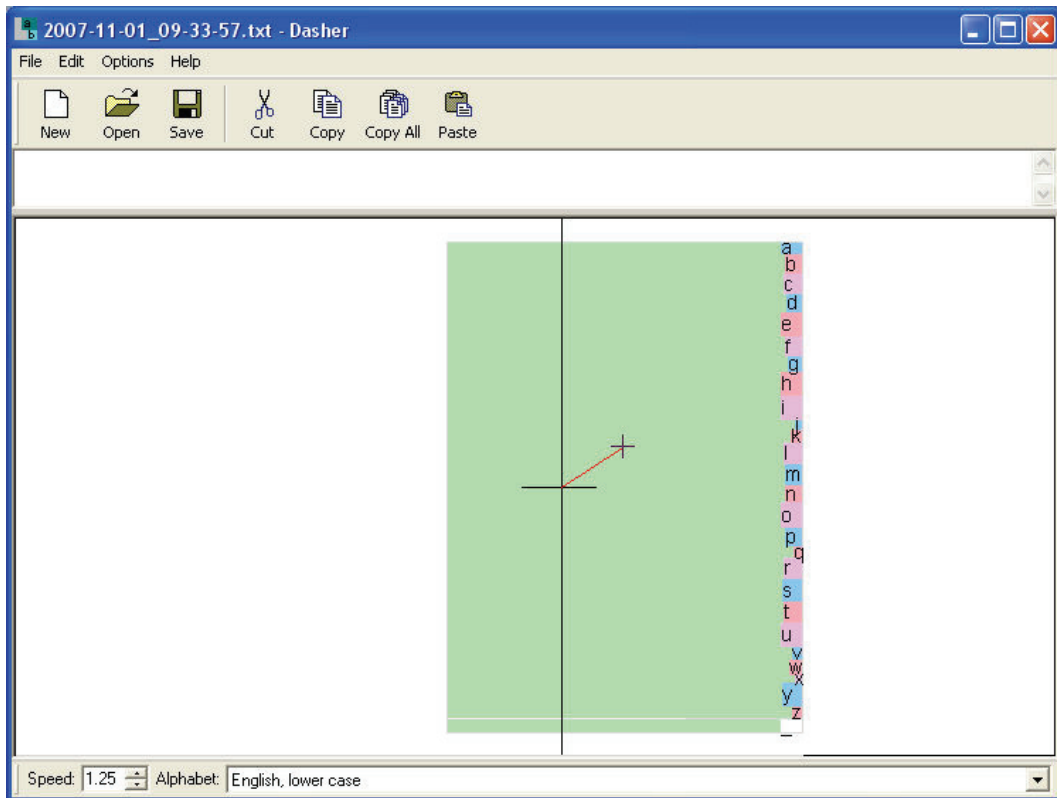 2007-11-01_09-33-57.txt - Dasher
File Edit Options Help
New Open Save Cut Copy Copy All Paste
a
b
c
d
e
f
g
h
i
j
k
l
m
n
o
p
q
r
s
t
u
v
w
x
y
z
_
Speed: 1.25 Alphabet: English, lower case